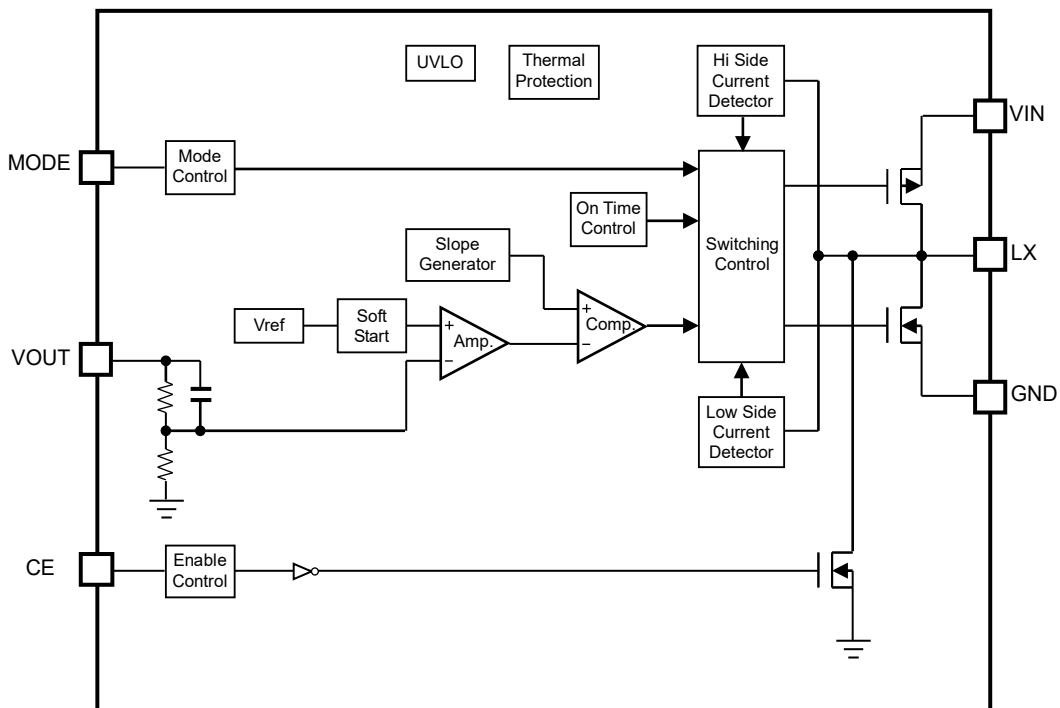 UVLO
Thermal
Protection
Hi Side
Current
Detector
VIN
MODE
Mode
Control
On Time
Control
Switching
Control
Slope
Generator
LX
Vref
Soft
Start
+
Amp.
−
+
Comp.
−
VOUT
GND
Low Side
Current
Detector
CE
Enable
Control